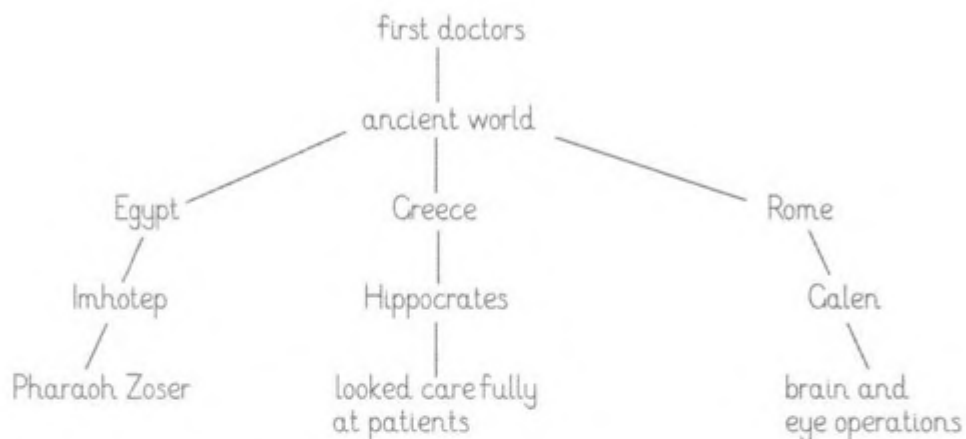 first doctors
ancient world
Egypt
Greece
Rome
Imhotep
Hippocrates
Galen
Pharaoh Zoser
looked carefully
at patients
brain and
eye operations